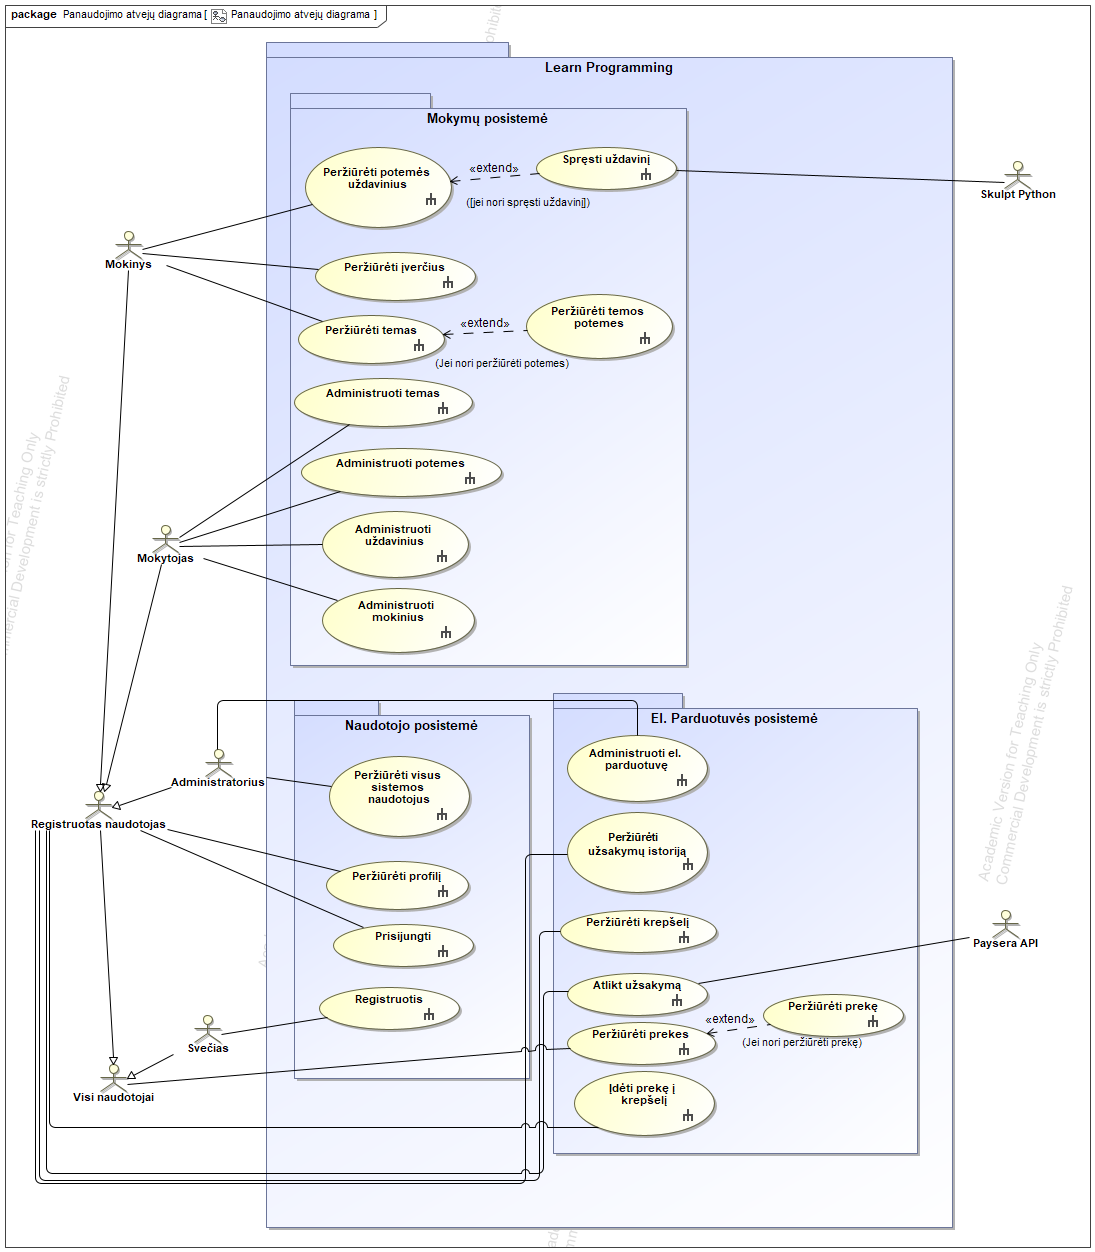 package Panaudojimo atvejų diagrama [ Panaudojimo atvejų diagrama ]
Learn Programming
Mokymų posistemė
Peržiūrėti potemės
uždavinius
«extend»
([jei nori spręsti uždavinį])
Spręsti uždavinį
Skulpt Python
Mokinys
Peržiūrėti įverčius
Peržiūrėti temas
«extend»
(Jei nori peržiūrėti potemes)
Peržiūrėti temos
potemes
Administruoti temas
Administruoti potemes
Administruoti
uždavinius
Mokytojas
Administruoti
mokinius
Naudotojo posistemė
El. Parduotuvės posistemė
Administruoti el.
parduotuvę
Administratorius
Peržiūrėti visus
sistemos
naudotojus
Registruotas naudotojas
Peržiūrėti
užsakymų istoriją
Peržiūrėti profilį
Peržiūrėti krepšelį
Prisijungti
Paysera API
Atlikt užsakymą
Registruotis
Svečias
Peržiūrėti prekes
«extend»
(Jei nori peržiūrėti prekę)
Peržiūrėti prekę
Visi naudotojai
Įdėti prekę į
krepšelį
Academic Version for Teaching Only
Commercial Development is strictly Prohibited